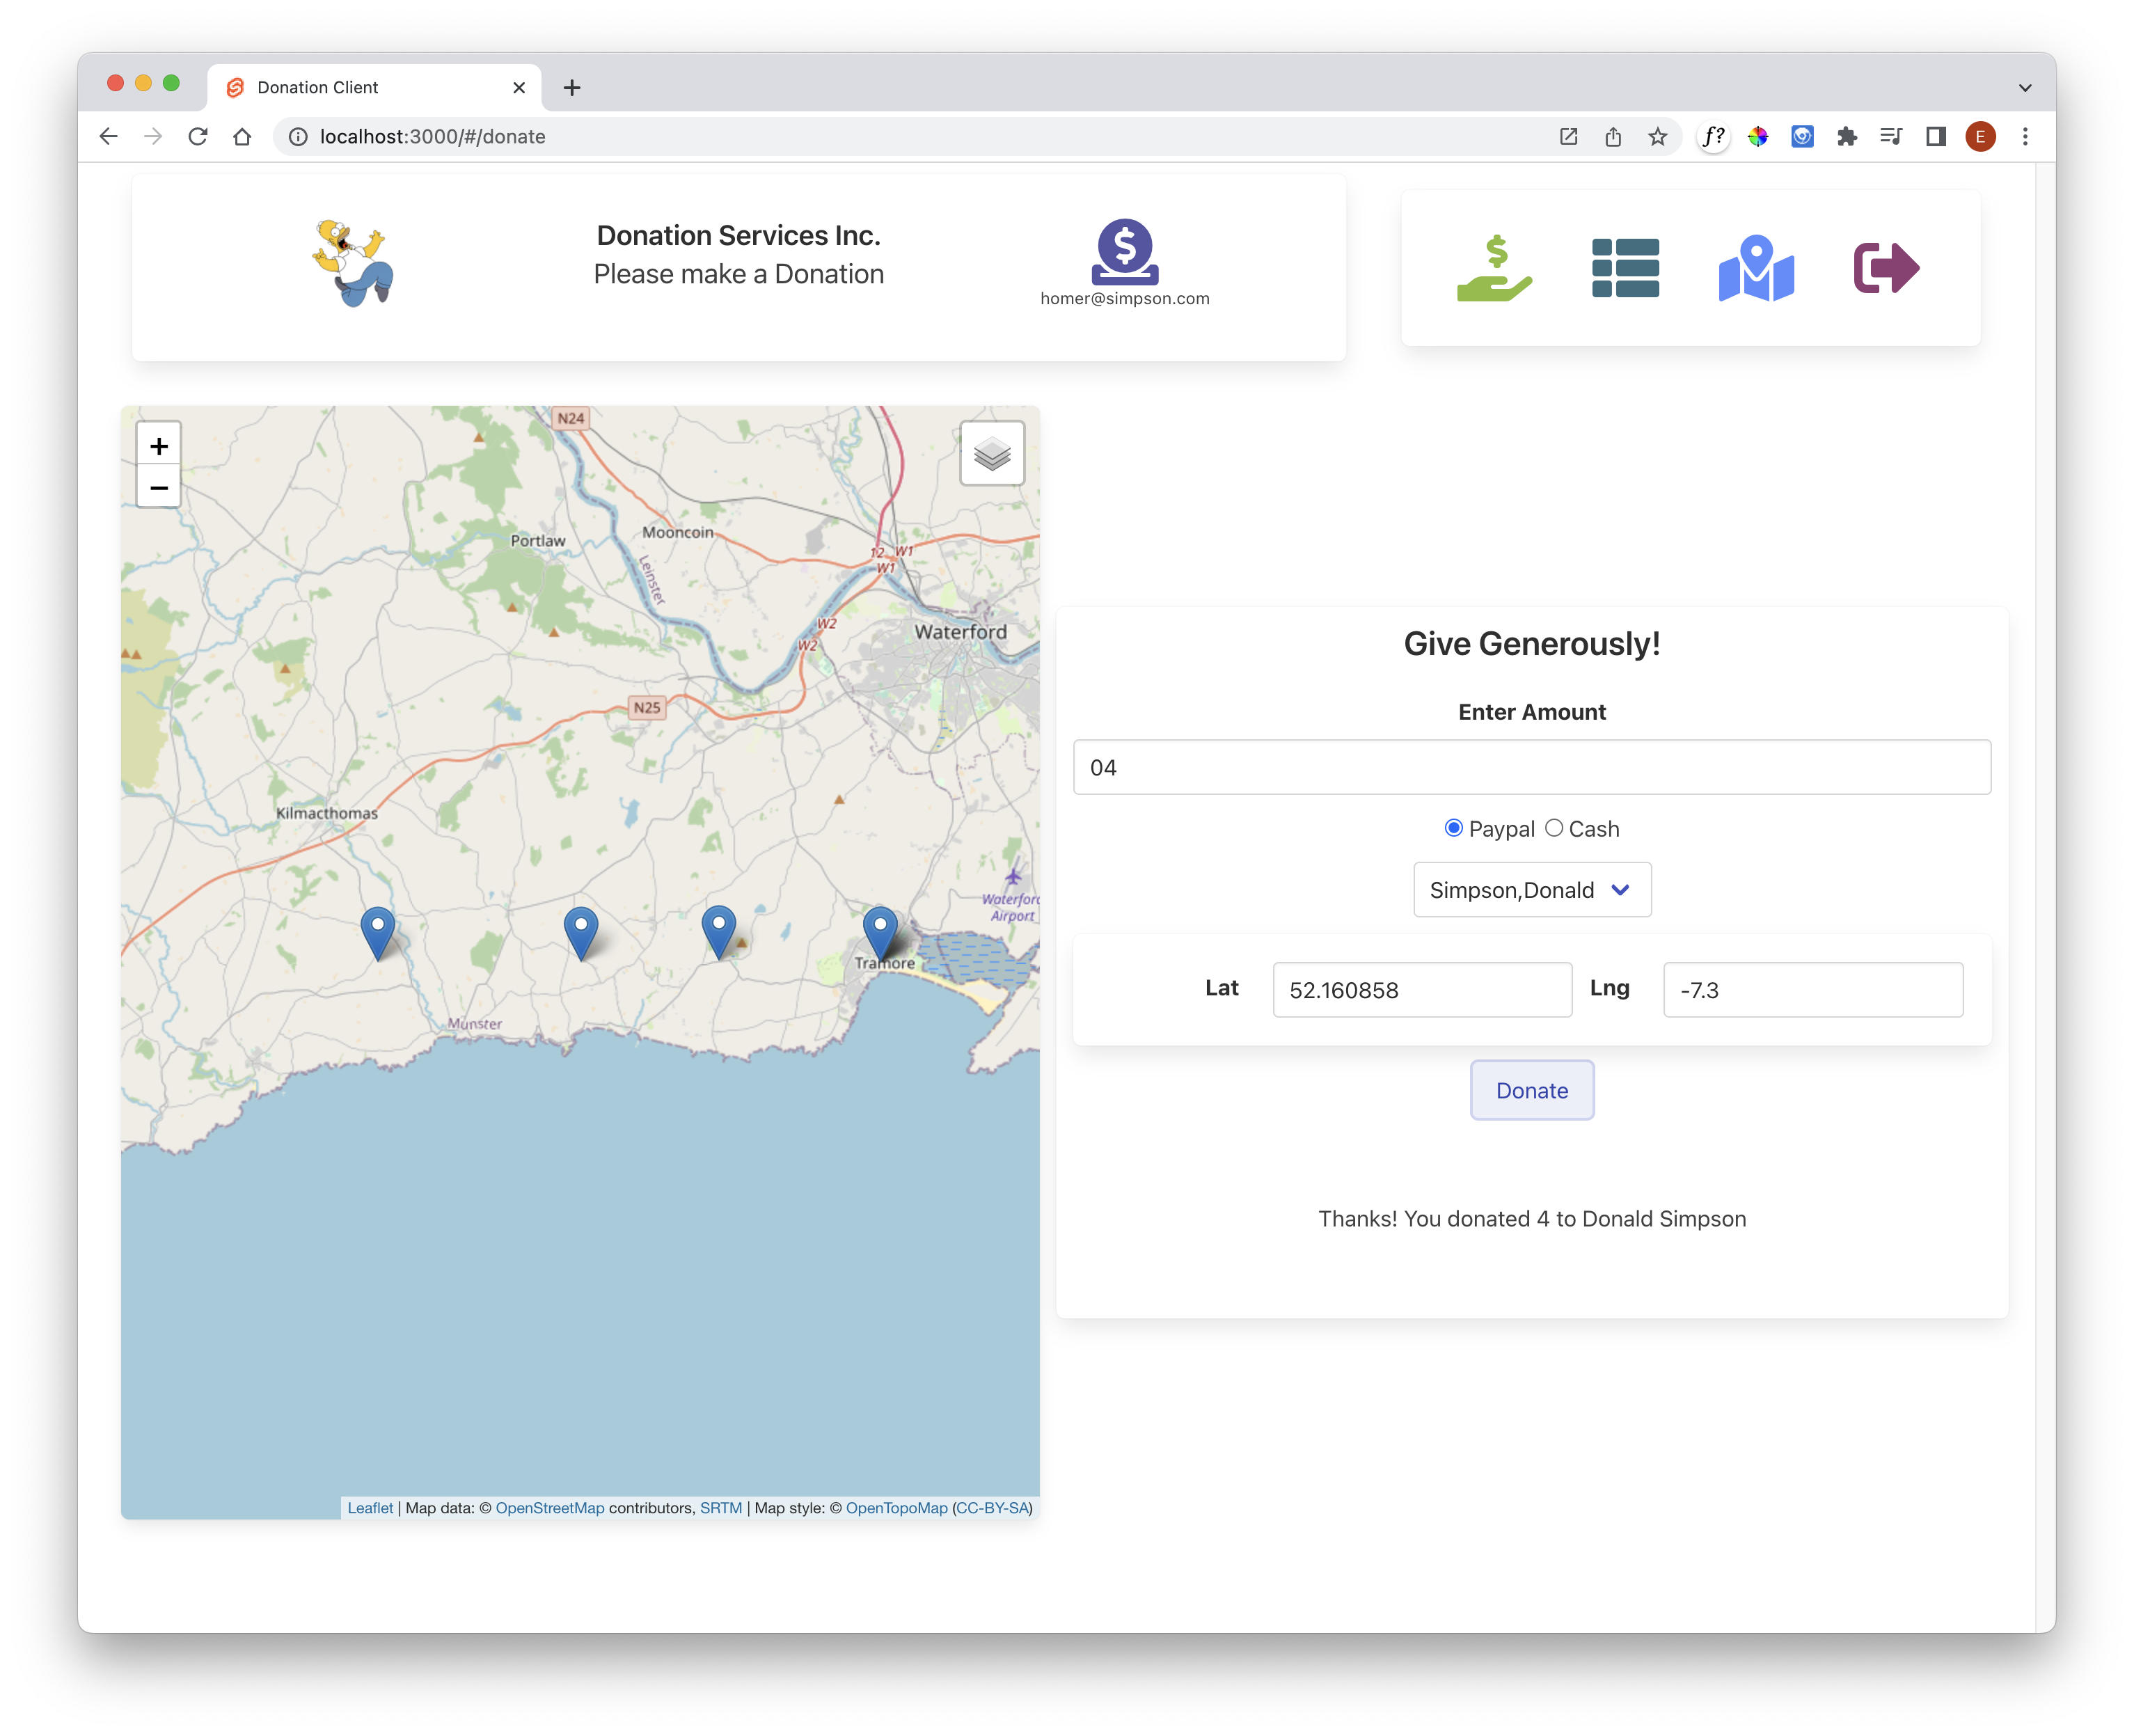 Donation Client
localhost:3000/#/donate
f?
E
Donation Services Inc.
Please make a Donation
$
homer@simpson.com
$
+
−
N24
Mooncoin
Portlaw
Leinster
12 W1
W1
W2
W2
Waterford
N25
Kilmacthomas
Waterford
Airport
Tramore
Munster
Leaflet | Map data: © OpenStreetMap contributors, SRTM | Map style: © OpenTopoMap (CC-BY-SA)
Give Generously!
Enter Amount
04
Paypal Cash
Simpson,Donald
Lat 52.160858 Lng -7.3
Donate
Thanks! You donated 4 to Donald Simpson